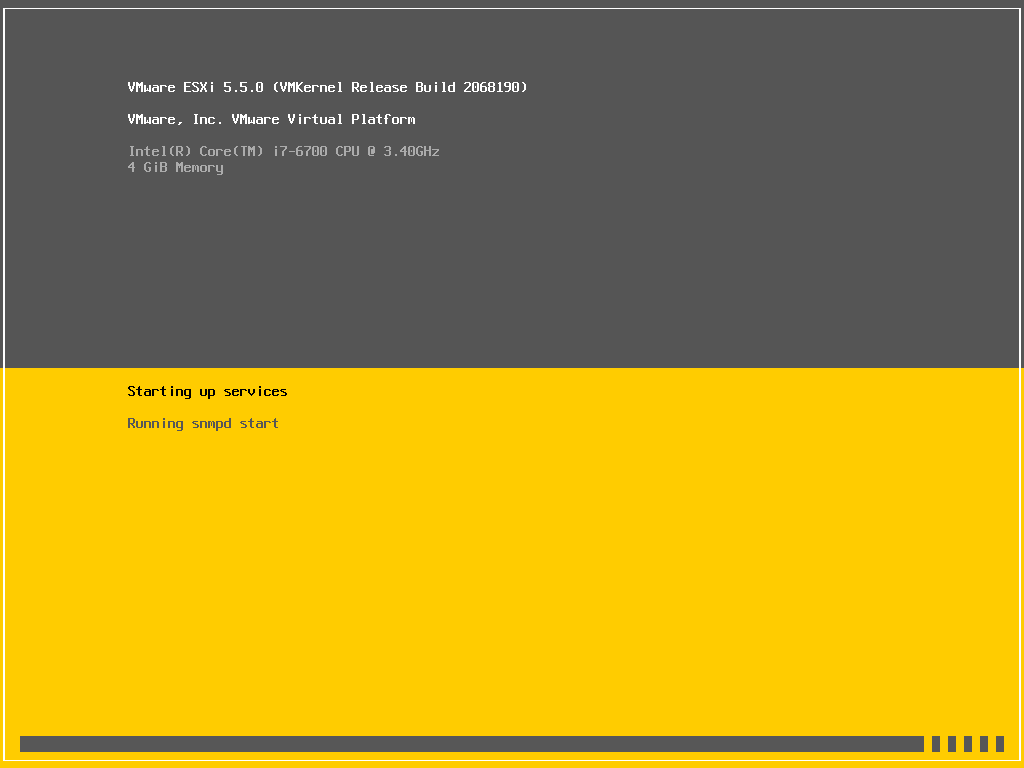 VMware ESXi 5.5.0 (VMKernel Release Build 2068190)
VMware, Inc. VMware Virtual Platform
Intel(R) Core(TM) i7-6700 CPU @ 3.40GHz
4 GiB Memory
Starting up services
Running snmpd start